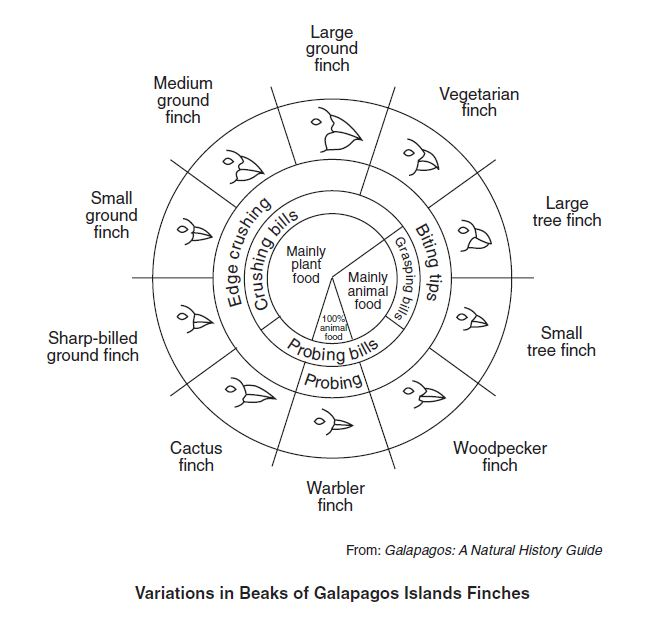 Large
ground
finch
Vegetarian
finch
Large
tree finch
Small
tree finch
Woodpecker
finch
Warbler
finch
Cactus
finch
Sharp-billed
ground finch
Small
ground
finch
Medium
ground
finch
Edge crushing
Crushing bills
Biting tips
Grasping bills
Mainly
plant
food
Mainly
animal
food
100%
animal
food
Probing bills
Probing
From: Galapagos: A Natural History Guide
Variations in Beaks of Galapagos Islands Finches